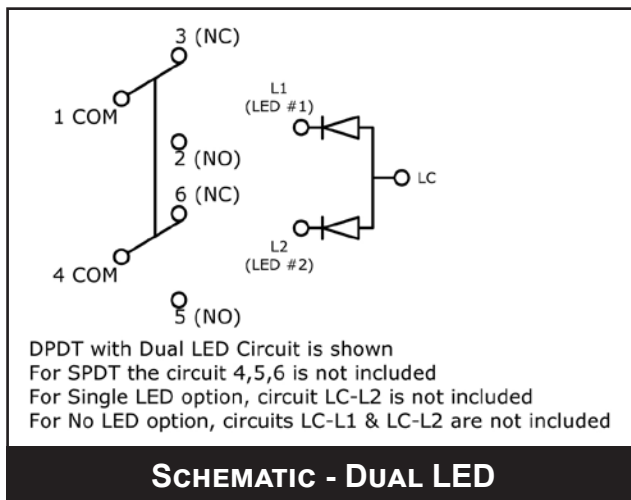 3 (NC)
1 COM
2 (NO)
6 (NC)
4 COM
5 (NO)
L1
(LED #1)
LC
L2
(LED #2)
DPDT with Dual LED Circuit is shown
For SPDT the circuit 4,5,6 is not included
For Single LED option, circuit LC-L2 is not included
For No LED option, circuits LC-L1 & LC-L2 are not included
SCHEMATIC - DUAL LED